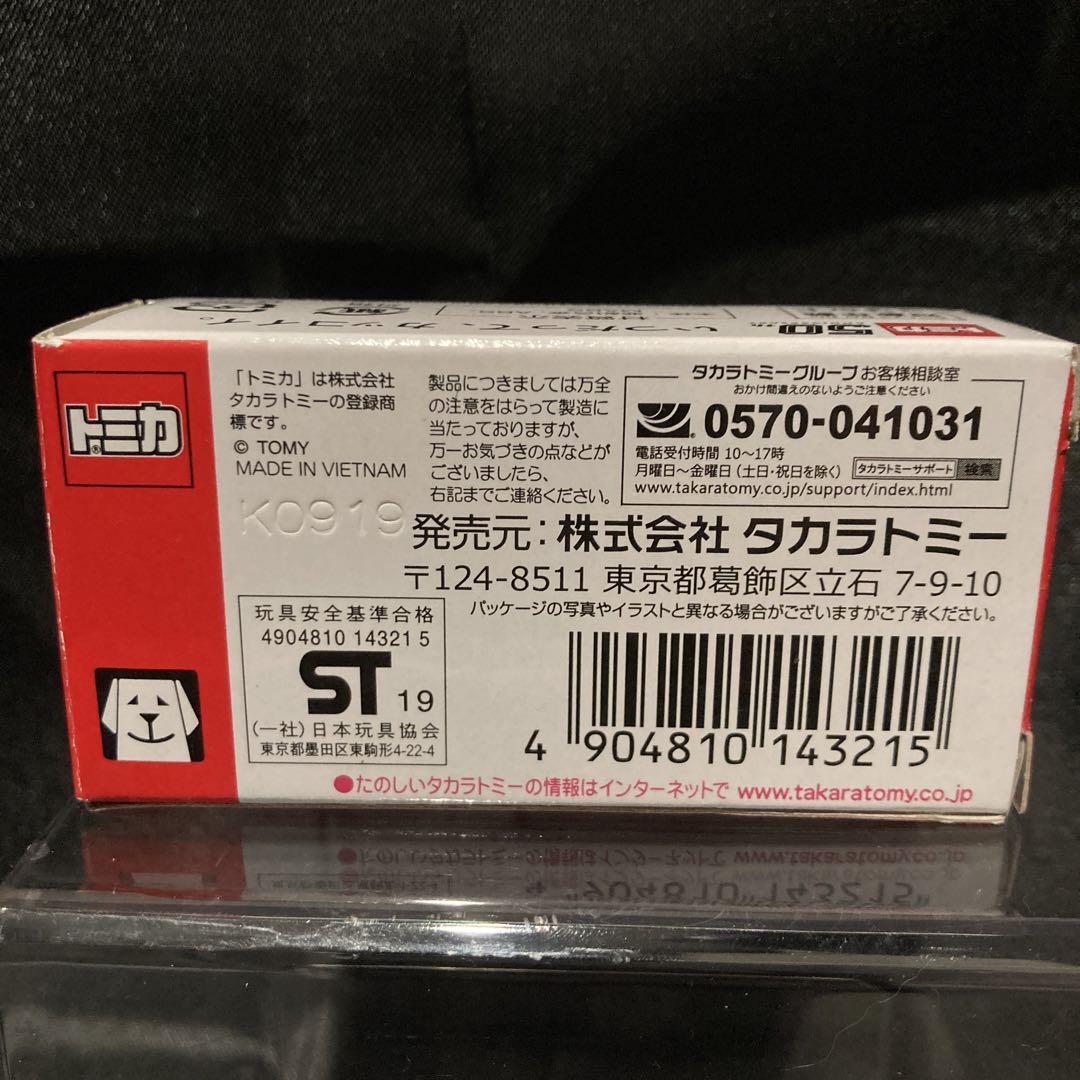 いつだって、カッコイイ。
50
トミカ
「トミカ」は株式会社
タカラトミーの登録商
標です。
© TOMY
MADE IN VIETNAM
K0919
製品につきましては万全
の注意をはらって製造に
当たっておりますが、
万一お気づきの点などが
ございましたら、
右記までご連絡ください。
タカラトミーグループ お客様相談室
おかけ間違えのないようご注意ください
0570-041031
電話受付時間 10〜17時
月曜日〜金曜日 (土日・祝日を除く) タカラトミーサポート 検索
www.takaratomy.co.jp/support/index.html
発売元:株式会社 タカラトミー
〒124-8511 東京都葛飾区立石 7-9-10
パッケージの写真やイラストと異なる場合がございますがご了承ください。
玩具安全基準合格
4904810 14321 5
ST 19
(一社)日本玩具協会
東京都墨田区東駒形4-22-4
4 904810 143215
●たのしいタカラトミーの情報はインターネットで www.takaratomy.co.jp